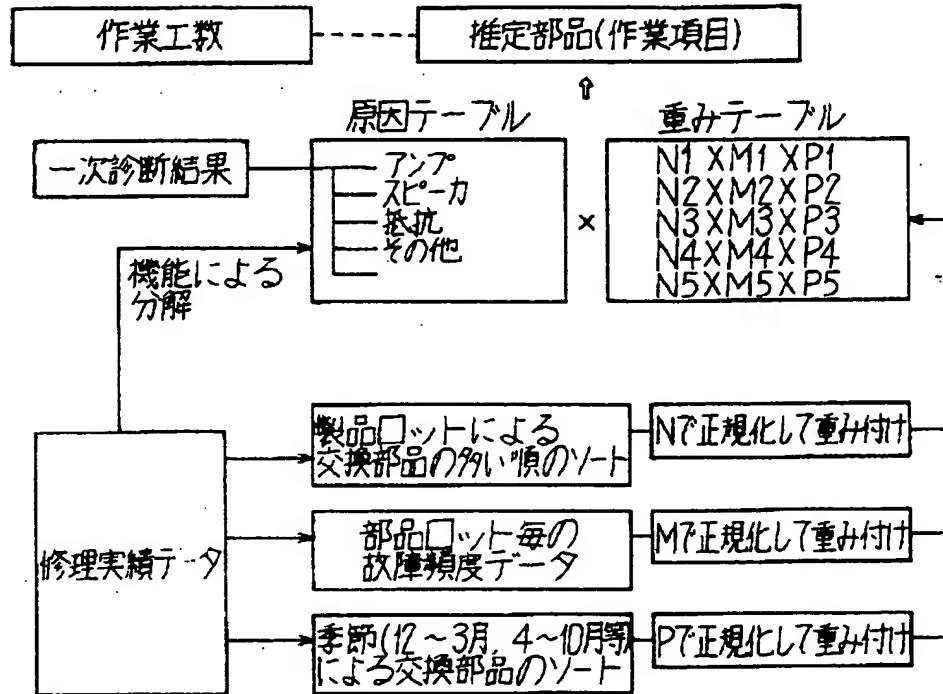 作業工数
推定部品(作業項目)
⇧
原因テーブル
重みテーブル
一次診断結果
アンプ
スピーカ
抵抗
その他
×
N1×M1×P1
N2×M2×P2
N3×M3×P3
N4×M4×P4
N5×M5×P5
機能による
分解
修理実績データ
製品ロットによる
交換部品の多い順のソート
Nで正規化して重み付け
部品ロット毎の
故障頻度データ
Mで正規化して重み付け
季節(12〜3月,4〜10月等)
による交換部品のソート
Pで正規化して重み付け